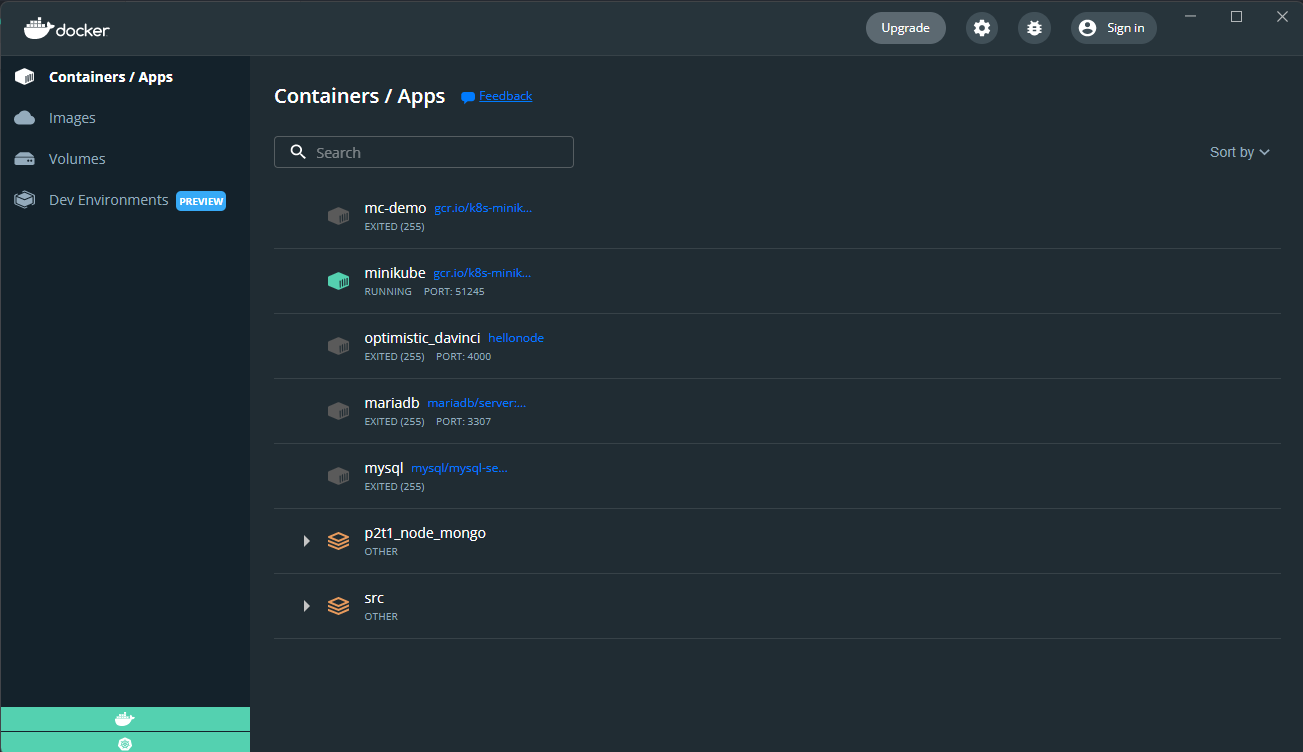 docker
Upgrade
Sign in
Containers / Apps
Images
Volumes
Dev Environments PREVIEW
Containers / Apps Feedback
Search
Sort by
mc-demo gcr.io/k8s-minik...
EXITED (255)
minikube gcr.io/k8s-minik...
RUNNING PORT: 51245
optimistic_davinci hellonode
EXITED (255) PORT: 4000
mariadb mariadb/server:...
EXITED (255) PORT: 3307
mysql mysql/mysql-se...
EXITED (255)
p2t1_node_mongo
OTHER
src
OTHER